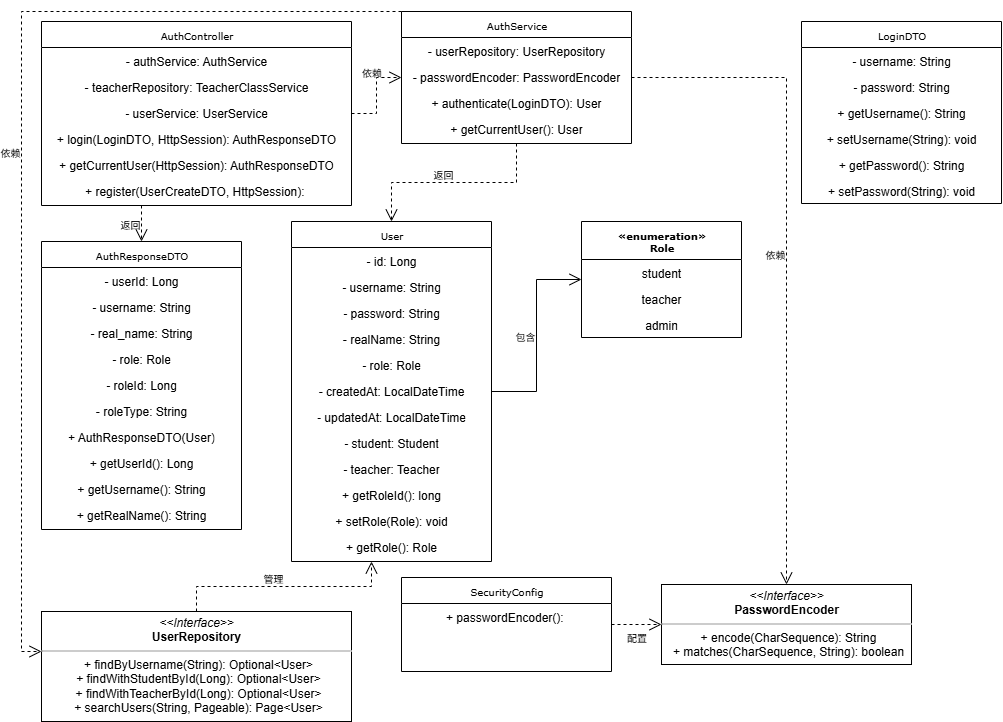 AuthController
- authService: AuthService
- teacherRepository: TeacherClassService
- userService: UserService
+ login(LoginDTO, HttpSession): AuthResponseDTO
+ getCurrentUser(HttpSession): AuthResponseDTO
+ register(UserCreateDTO, HttpSession):
依赖
AuthService
- userRepository: UserRepository
- passwordEncoder: PasswordEncoder
+ authenticate(LoginDTO): User
+ getCurrentUser(): User
LoginDTO
- username: String
- password: String
+ getUsername(): String
+ setUsername(String): void
+ getPassword(): String
+ setPassword(String): void
依赖
返回
返回
AuthResponseDTO
- userId: Long
- username: String
- real_name: String
- role: Role
- roleId: Long
- roleType: String
+ AuthResponseDTO(User)
+ getUserId(): Long
+ getUsername(): String
+ getRealName(): String
User
- id: Long
- username: String
- password: String
- realName: String
- role: Role
- createdAt: LocalDateTime
- updatedAt: LocalDateTime
- student: Student
- teacher: Teacher
+ getRoleId(): long
+ setRole(Role): void
+ getRole(): Role
包含
«enumeration»
Role
student
teacher
admin
依赖
管理
<<Interface>>
UserRepository
+ findByUsername(String): Optional<User>
+ findWithStudentById(Long): Optional<User>
+ findWithTeacherById(Long): Optional<User>
+ searchUsers(String, Pageable): Page<User>
SecurityConfig
+ passwordEncoder():
配置
<<Interface>>
PasswordEncoder
+ encode(CharSequence): String
+ matches(CharSequence, String): boolean